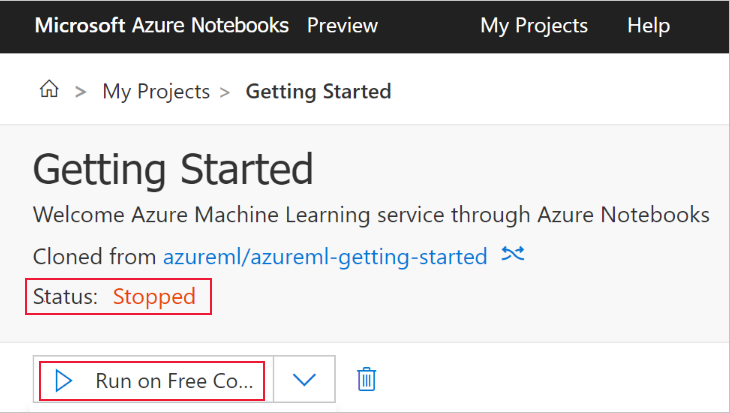 Microsoft Azure Notebooks Preview My Projects Help
> My Projects > Getting Started
Getting Started
Welcome Azure Machine Learning service through Azure Notebooks
Cloned from azureml/azureml-getting-started
Status: Stopped
Run on Free Co...